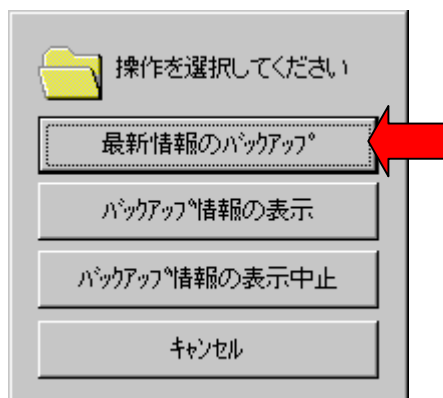 操作を選択してください
最新情報のﾊﾞｯｸｱｯﾌﾟ
ﾊﾞｯｸｱｯﾌﾟ情報の表示
ﾊﾞｯｸｱｯﾌﾟ情報の表示中止
ｷｬﾝｾﾙ